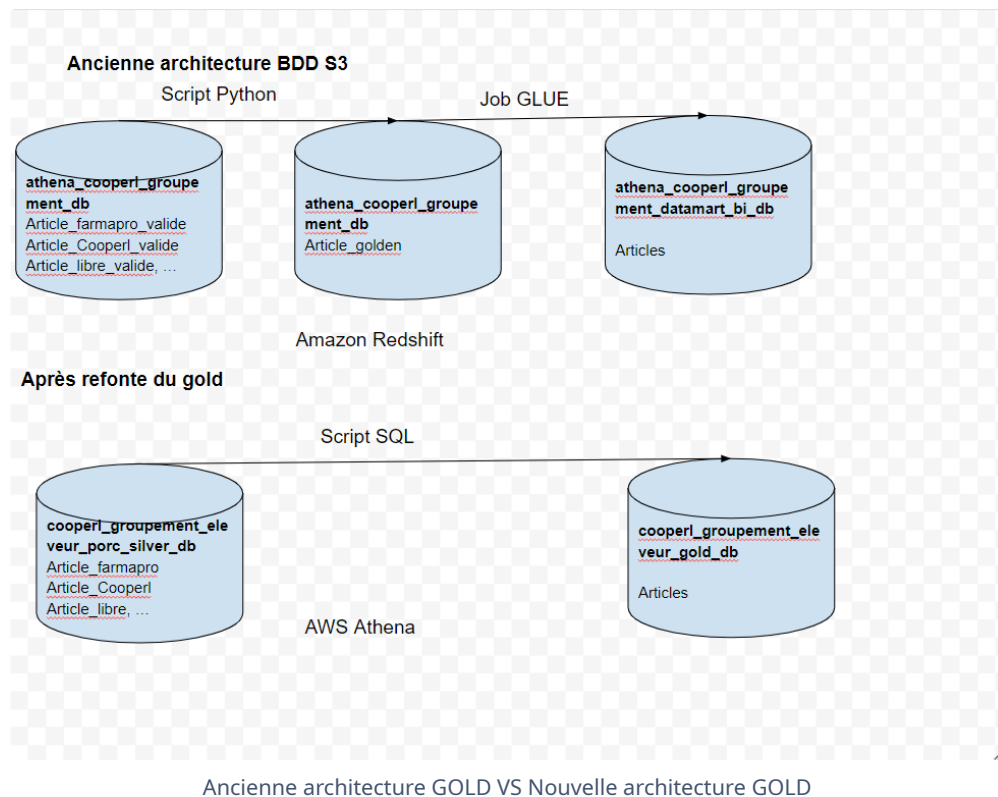 Ancienne architecture BDD S3
Script Python
Job GLUE
athena_cooperl_groupe
ment_db
Article_farmapro_valide
Article_Cooperl_valide
Article_libre_valide, ...
athena_cooperl_groupe
ment_db
Article_golden
athena_cooperl_groupe
ment_datamart_bi_db
Articles
Amazon Redshift
Après refonte du gold
Script SQL
cooperl_groupement_ele
veur_porc_silver_db
Article_farmapro
Article_Cooperl
Article_libre, ...
cooperl_groupement_ele
veur_gold_db
Articles
AWS Athena
Ancienne architecture GOLD VS Nouvelle architecture GOLD